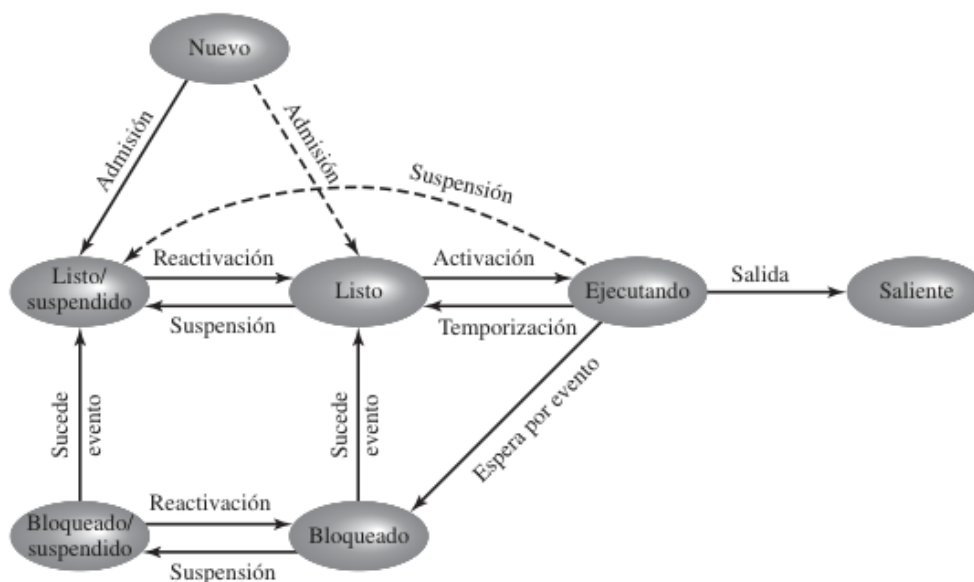 Nuevo
Admisión
Admisión
Suspensión
Listo/
suspendido
Reactivación
Suspensión
Listo
Activación
Temporización
Ejecutando
Salida
Saliente
Sucede
evento
Sucede
evento
Espera por evento
Bloqueado/
suspendido
Reactivación
Suspensión
Bloqueado